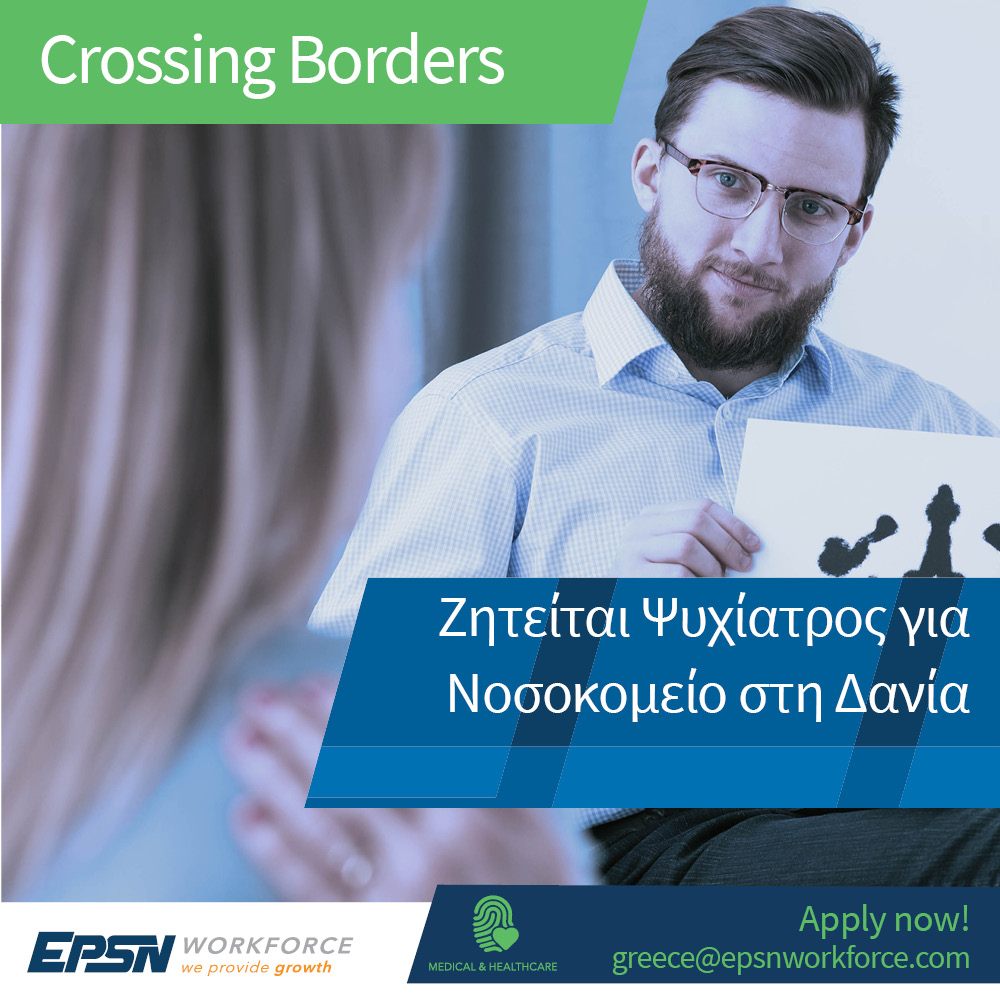 Crossing Borders
Ζητείται Ψυχίατρος για
Νοσοκομείο στη Δανία
EPSN WORKFORCE
we provide growth
MEDICAL & HEALTHCARE
Apply now!
greece@epsnworkforce.com